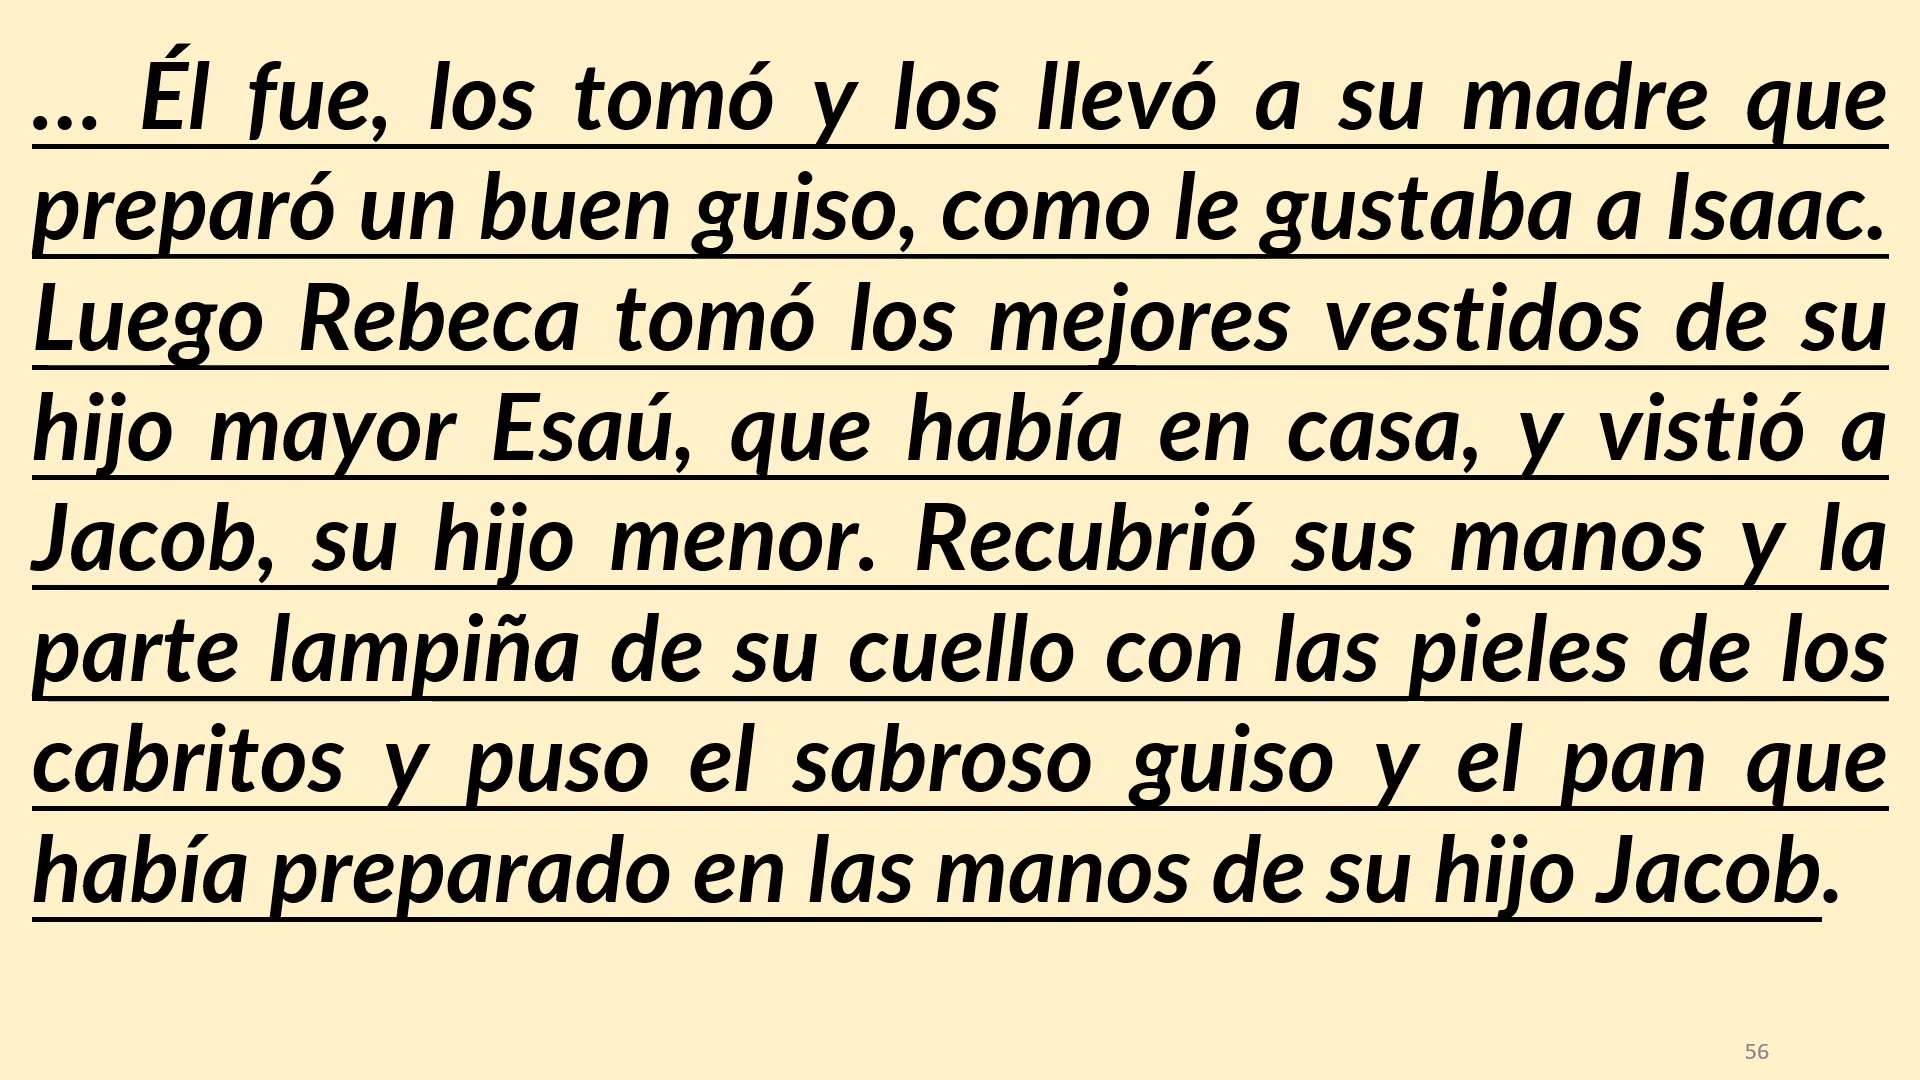 ... Él fue, los tomó y los llevó a su madre que
preparó un buen guiso, como le gustaba a Isaac.
Luego Rebeca tomó los mejores vestidos de su
hijo mayor Esaú, que había en casa, y vistió a
Jacob, su hijo menor. Recubrió sus manos y la
parte lampiña de su cuello con las pieles de los
cabritos y puso el sabroso guiso y el pan que
había preparado en las manos de su hijo Jacob.
56